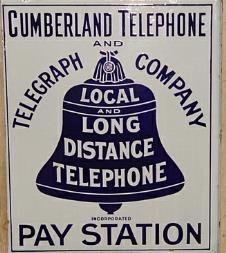 CUMBERLAND TELEPHONE
AND
TELEGRAPH COMPANY
LOCAL
AND
LONG
DISTANCE
TELEPHONE
INCORPORATED
PAY STATION